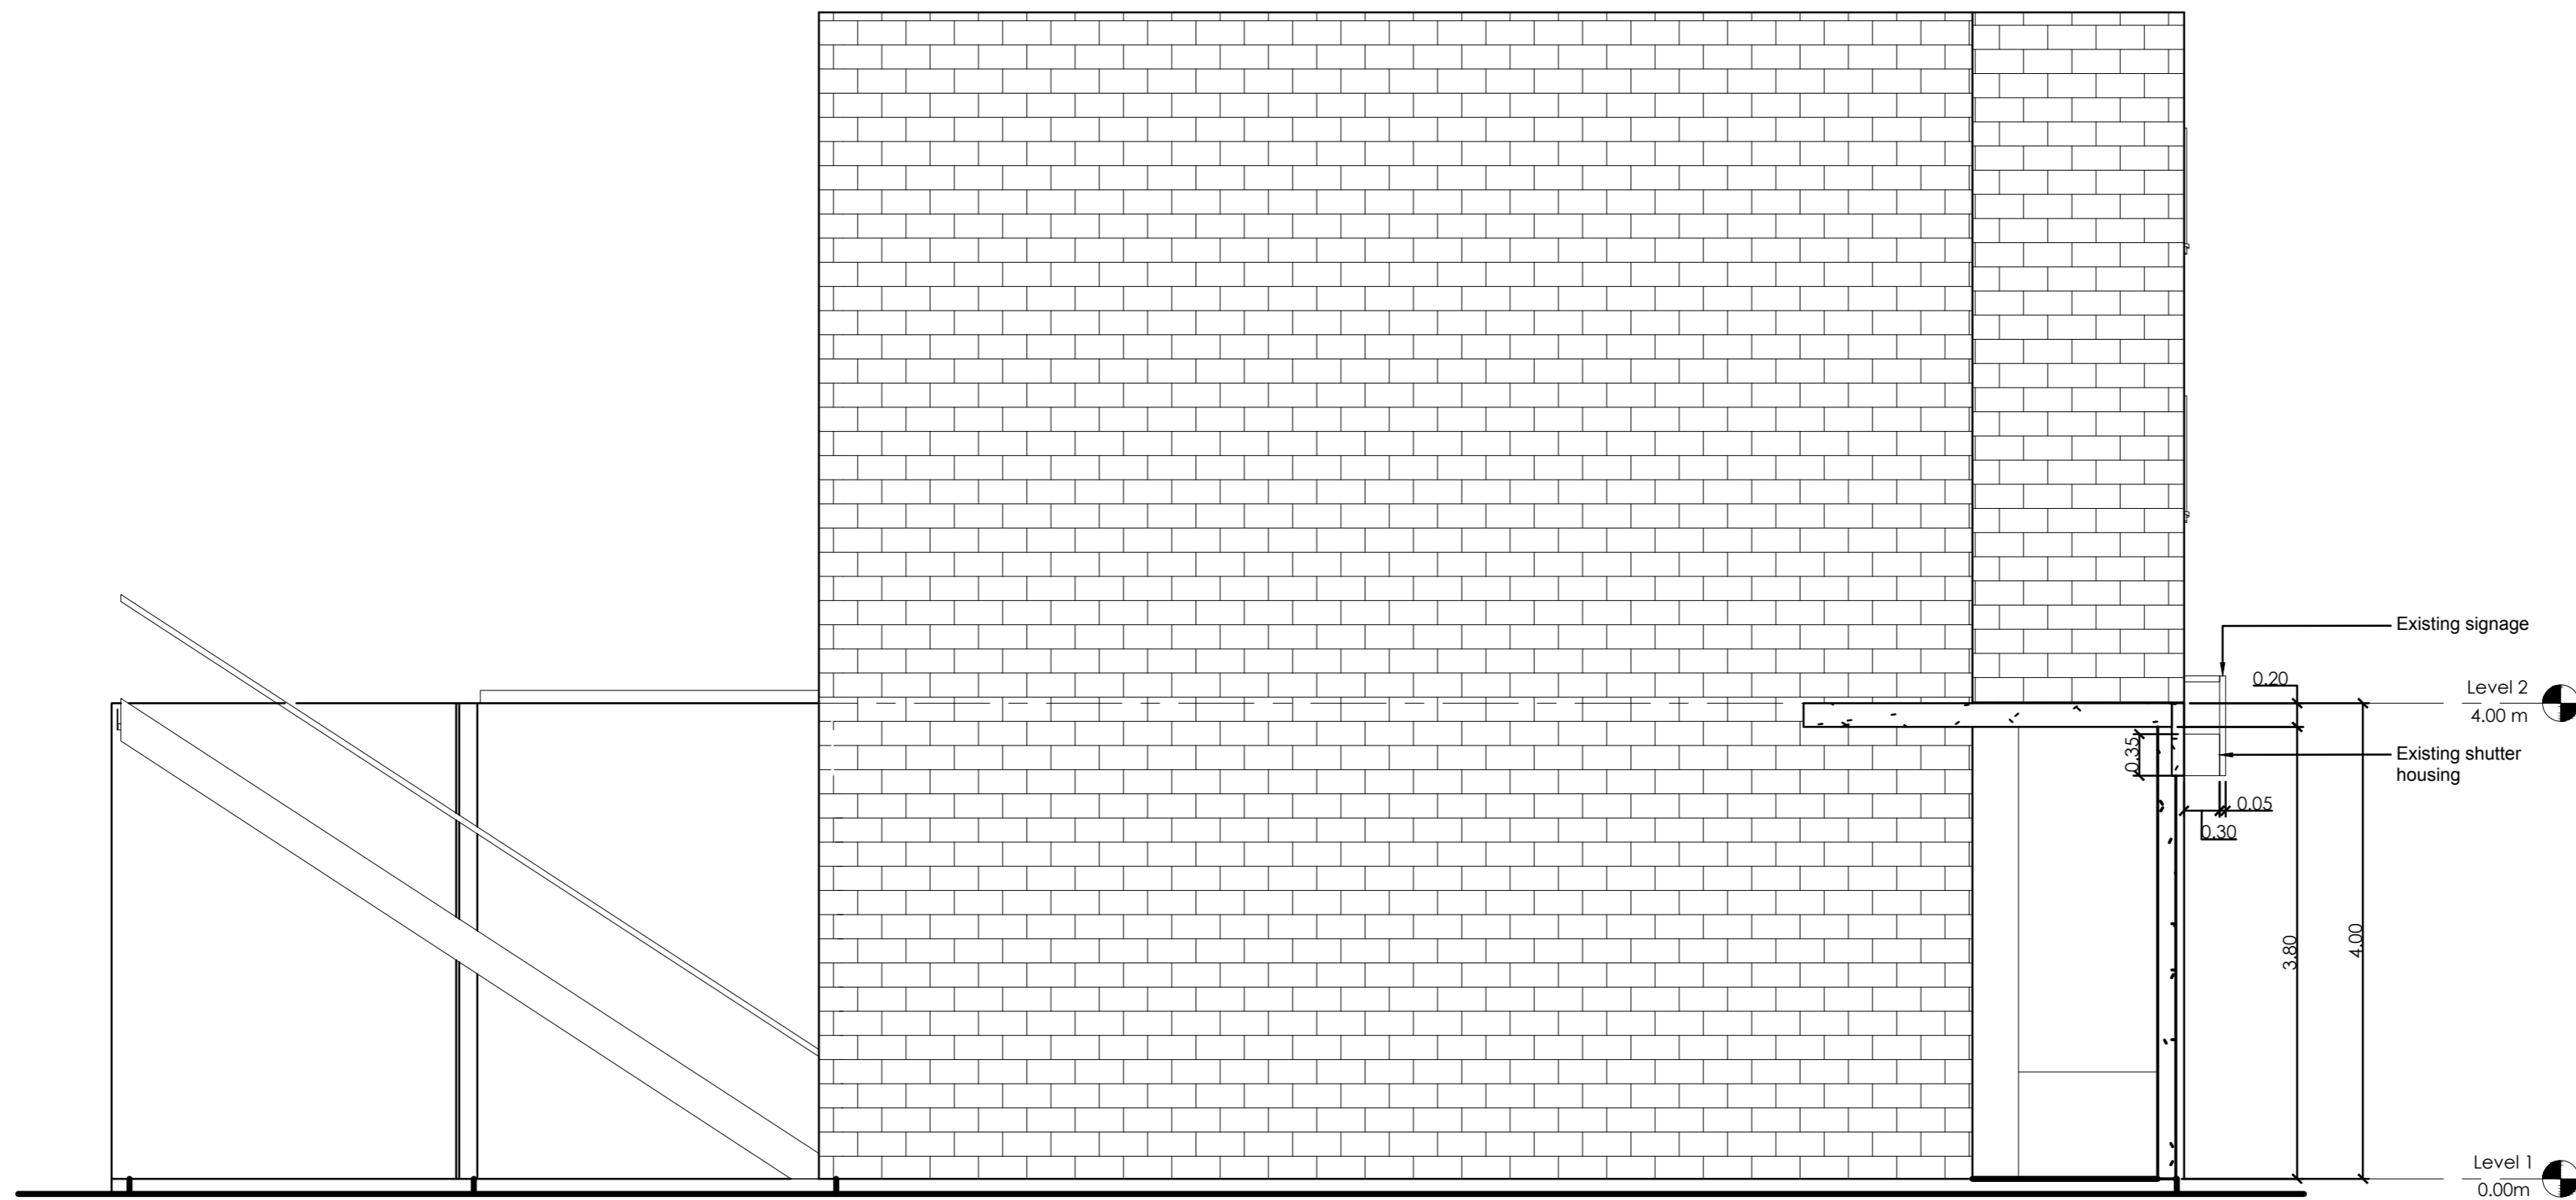 Existing signage
0.20
Level 2
4.00 m
0.35
Existing shutter
housing
0.05
0.30
3.80
4.00
Level 1
0.00m